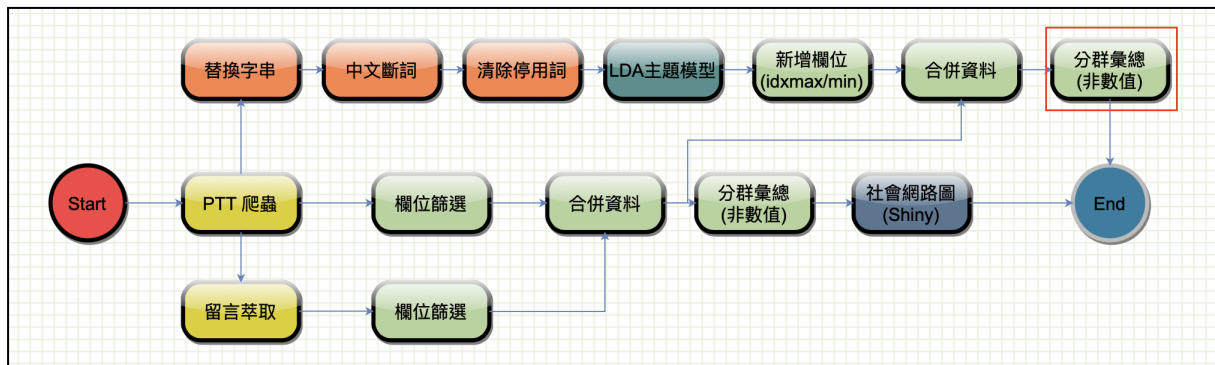 替換字串
中文斷詞
清除停用詞
LDA主題模型
新增欄位
(idxmax/min)
合併資料
分群彙總
(非數值)
Start
PTT 爬蟲
欄位篩選
合併資料
分群彙總
(非數值)
社會網路圖
(Shiny)
End
留言萃取
欄位篩選